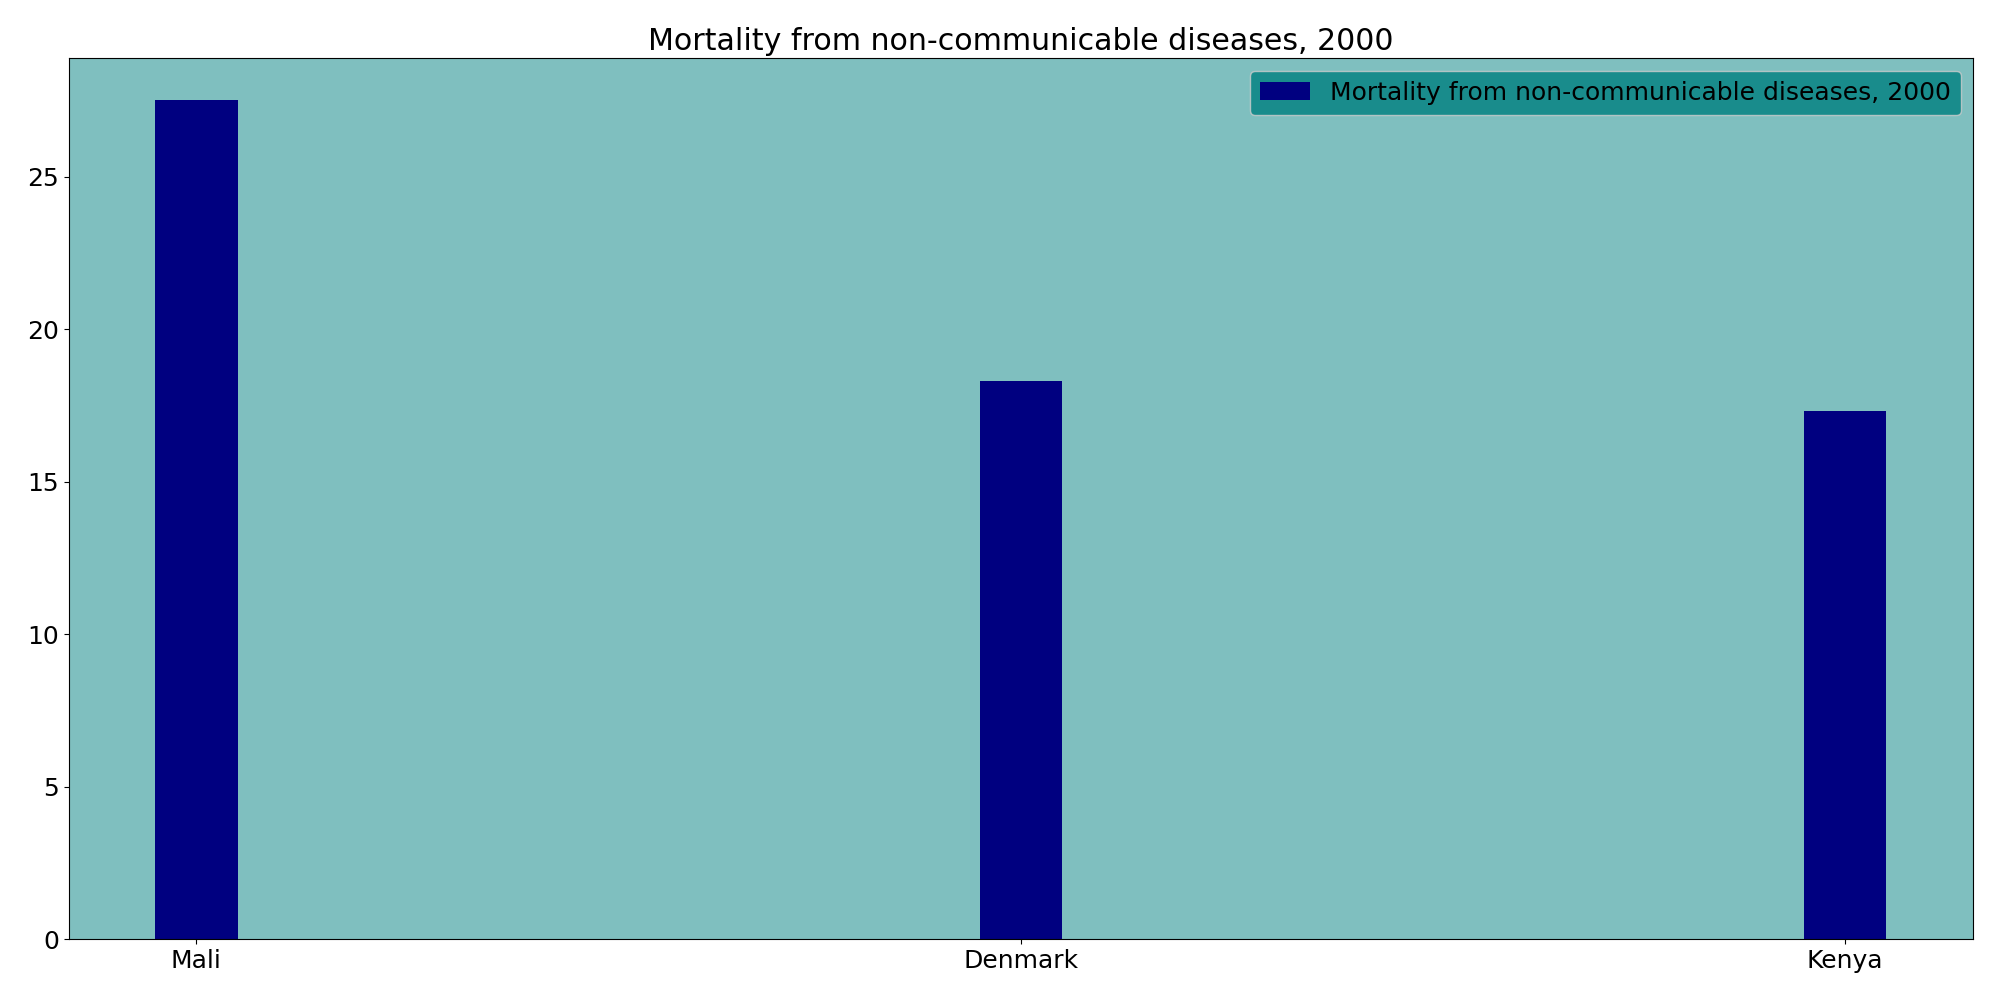 Mortality from non-communicable diseases, 2000
Mortality from non-communicable diseases, 2000
25
20
15
10
5
0
Mali Denmark Kenya